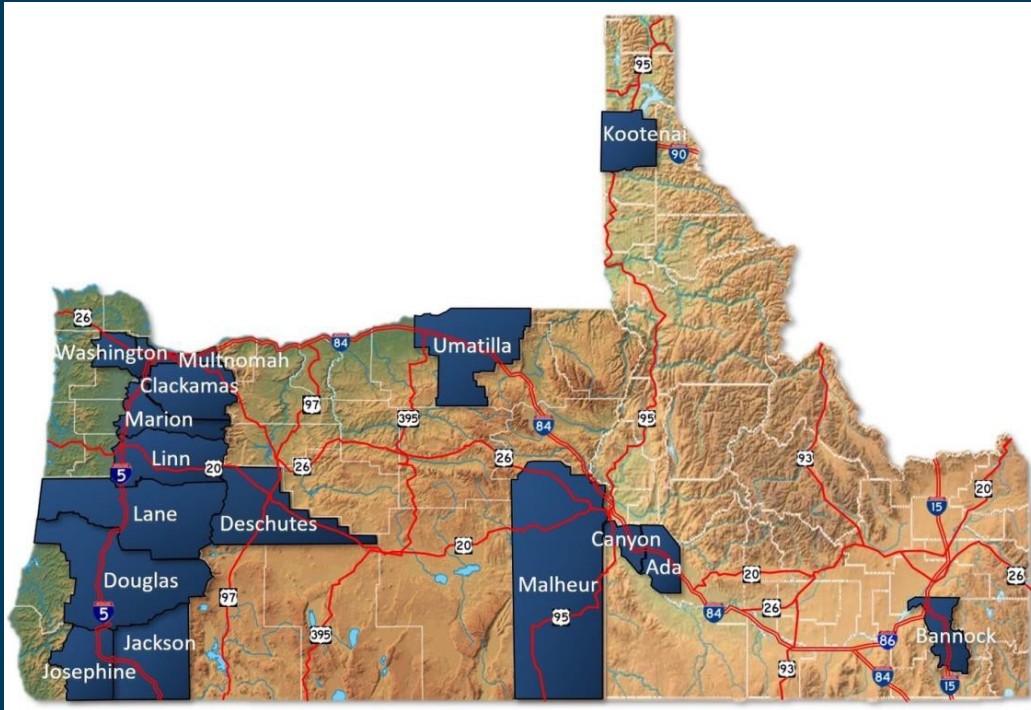 95
Kootenai
90
26
Washington
Multnomah
84
Umatilla
Clackamas
97
Marion
395
84
95
Linn
26
26
93
5
20
20
15
Lane
Deschutes
20
Canyon
Ada
26
Douglas
Malheur
20
26
5
97
95
84
Jackson
395
86
Bannock
Josephine
93
84
15